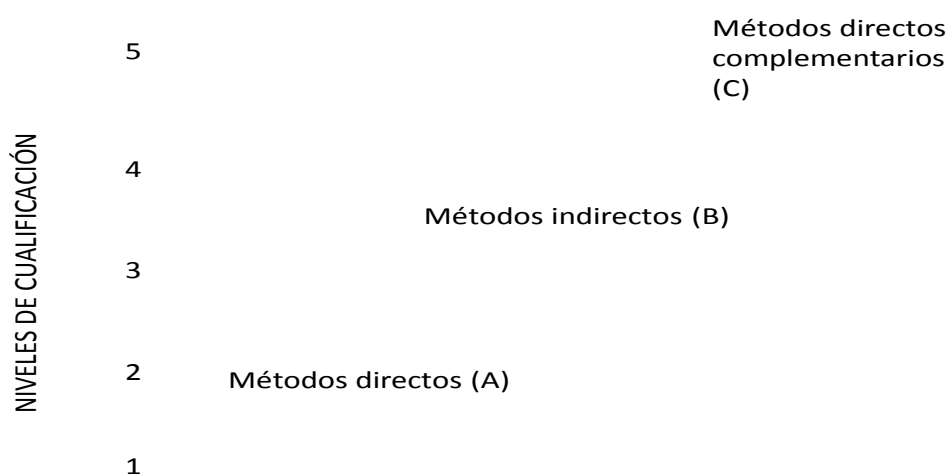 NIVELES DE CUALIFICACIÓN
5
Métodos directos
complementarios
(C)
4
Métodos indirectos (B)
3
2
Métodos directos (A)
1